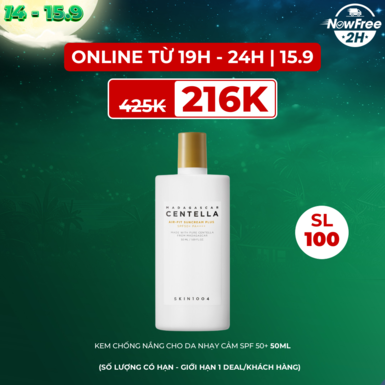 14 - 15.9
NowFree
2H
ONLINE TỪ 19H - 24H | 15.9
425K 216K
MADAGASCAR
CENTELLA
SKIN1004
SL
100
KEM CHỐNG NẮNG CHO DA NHẠY CẢM SPF 50+ 50ML
(SỐ LƯỢNG CÓ HẠN - GIỚI HẠN 1 DEAL/KHÁCH HÀNG)